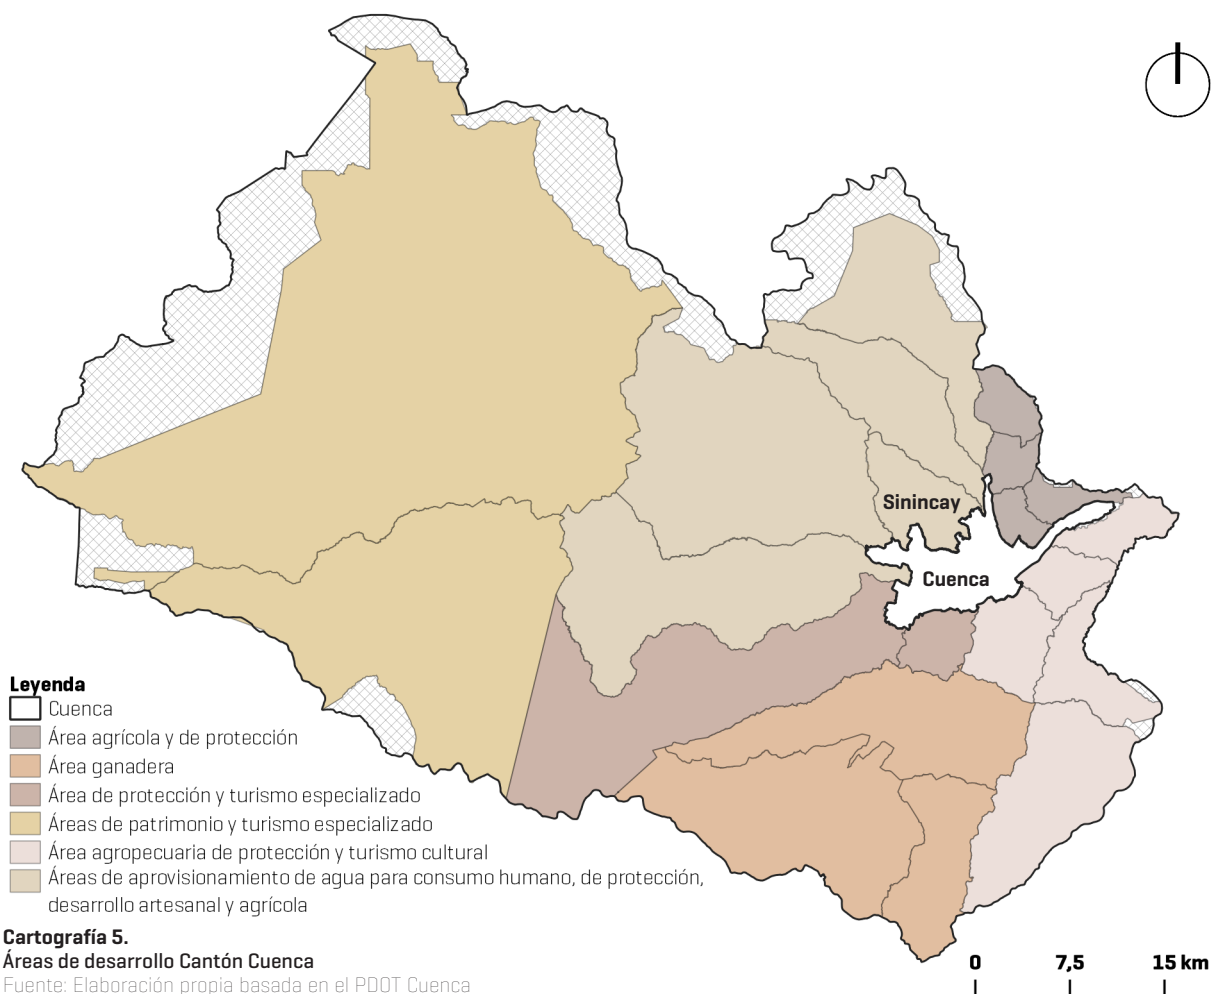 Sinincay
Cuenca
Leyenda
Cuenca
Área agrícola y de protección
Área ganadera
Área de protección y turismo especializado
Áreas de patrimonio y turismo especializado
Área agropecuaria de protección y turismo cultural
Áreas de aprovisionamiento de agua para consumo humano, de protección,
desarrollo artesanal y agrícola
Cartografía 5.
Áreas de desarrollo Cantón Cuenca
Fuente: Elaboración propia basada en el PDOT Cuenca
0 7,5 15 km